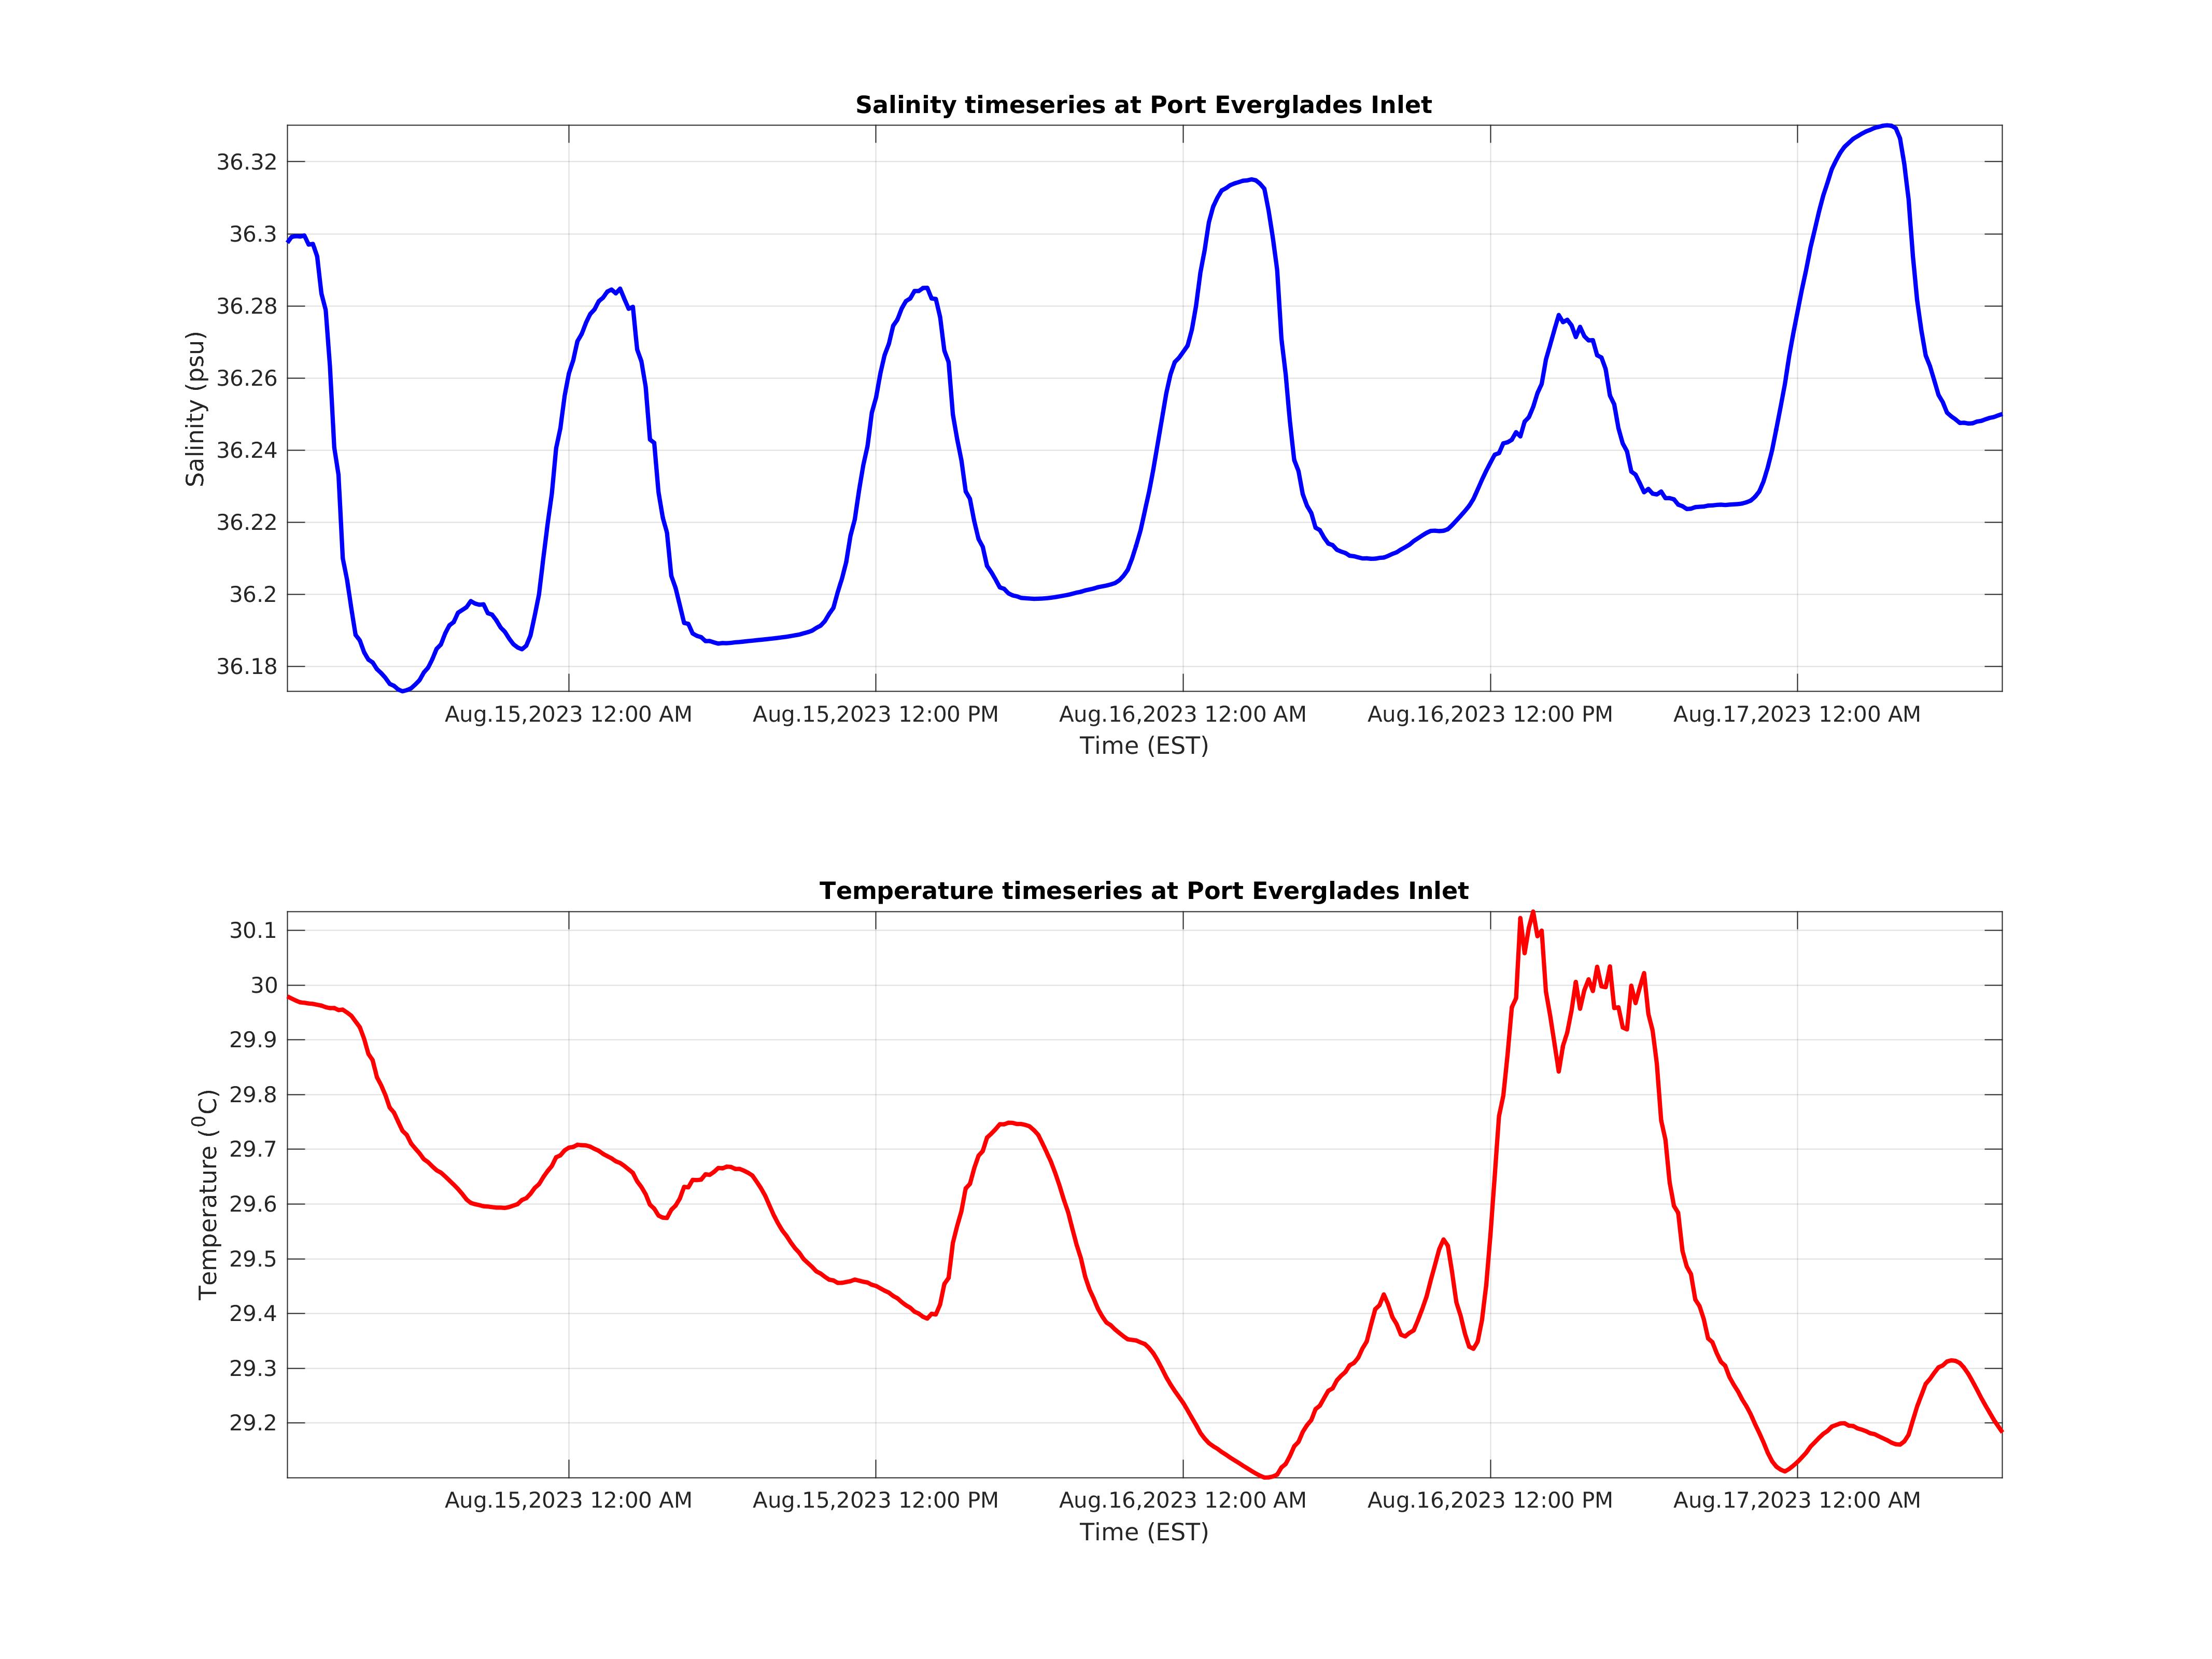 Salinity timeseries at Port Everglades Inlet
36.32
36.3
36.28
36.26
36.24
36.22
36.2
36.18
Salinity (psu)
Aug.15,2023 12:00 AM Aug.15,2023 12:00 PM Aug.16,2023 12:00 AM Aug.16,2023 12:00 PM Aug.17,2023 12:00 AM
Time (EST)
Temperature timeseries at Port Everglades Inlet
30.1
30
29.9
29.8
29.7
29.6
29.5
29.4
29.3
29.2
Temperature (⁰C)
Aug.15,2023 12:00 AM Aug.15,2023 12:00 PM Aug.16,2023 12:00 AM Aug.16,2023 12:00 PM Aug.17,2023 12:00 AM
Time (EST)